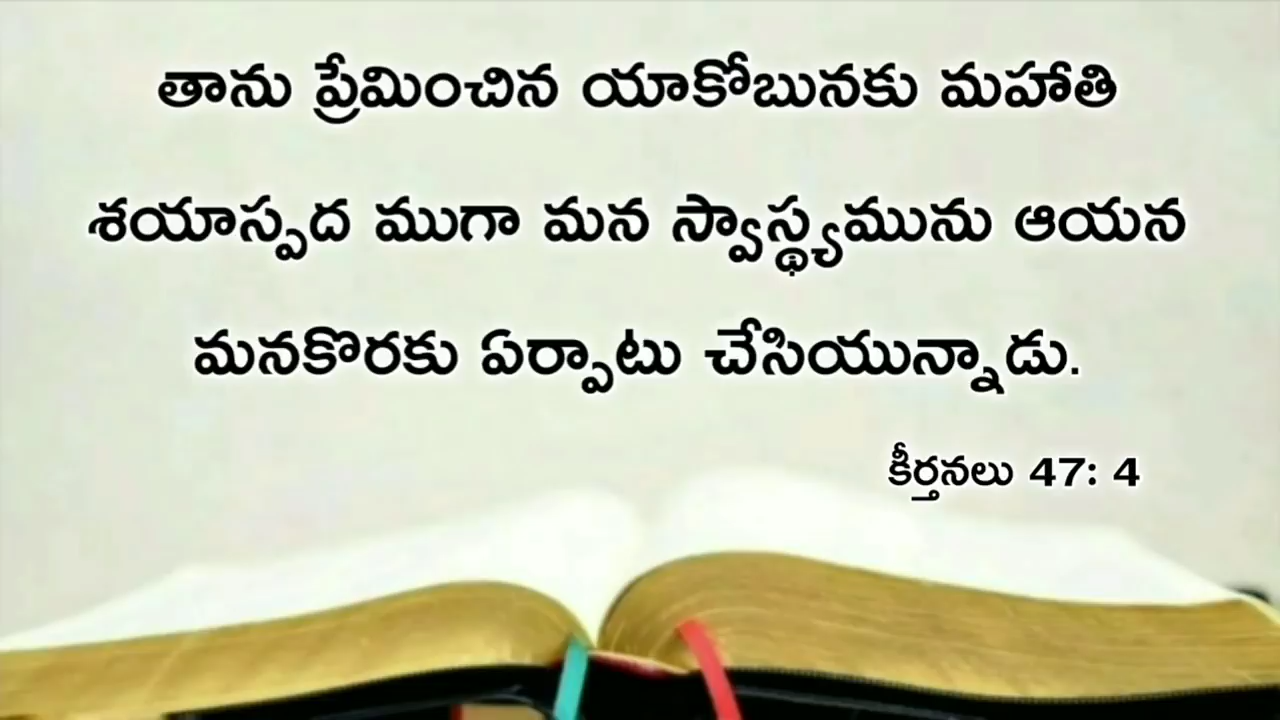 తాను ప్రేమించిన యాకోబునకు మహాతి
శయాస్పద ముగా మన స్వాస్థ్యమును ఆయన
మనకొరకు ఏర్పాటు చేసియున్నాడు.
కీర్తనలు 47: 4